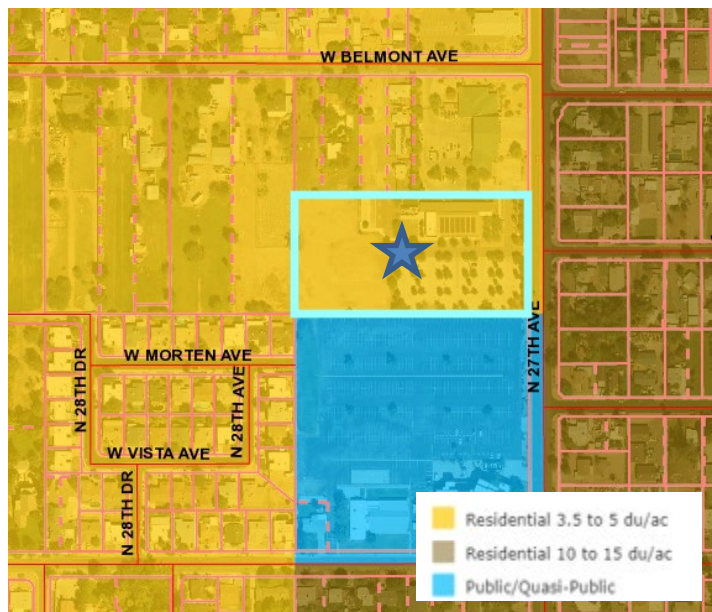 W BELMONT AVE
N 27TH AVE
W MORTEN AVE
N 28TH DR
N 28TH AVE
W VISTA AVE
N 28TH DR
Residential 3.5 to 5 du/ac
Residential 10 to 15 du/ac
Public/Quasi-Public